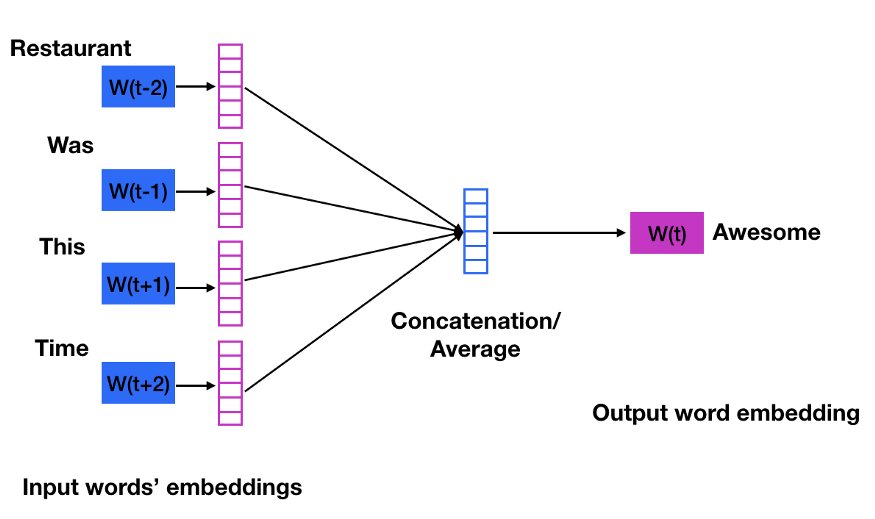 Restaurant
W(t-2)
Was
W(t-1)
This
W(t+1)
Time
W(t+2)
Concatenation/
Average
W(t)
Awesome
Output word embedding
Input words’ embeddings